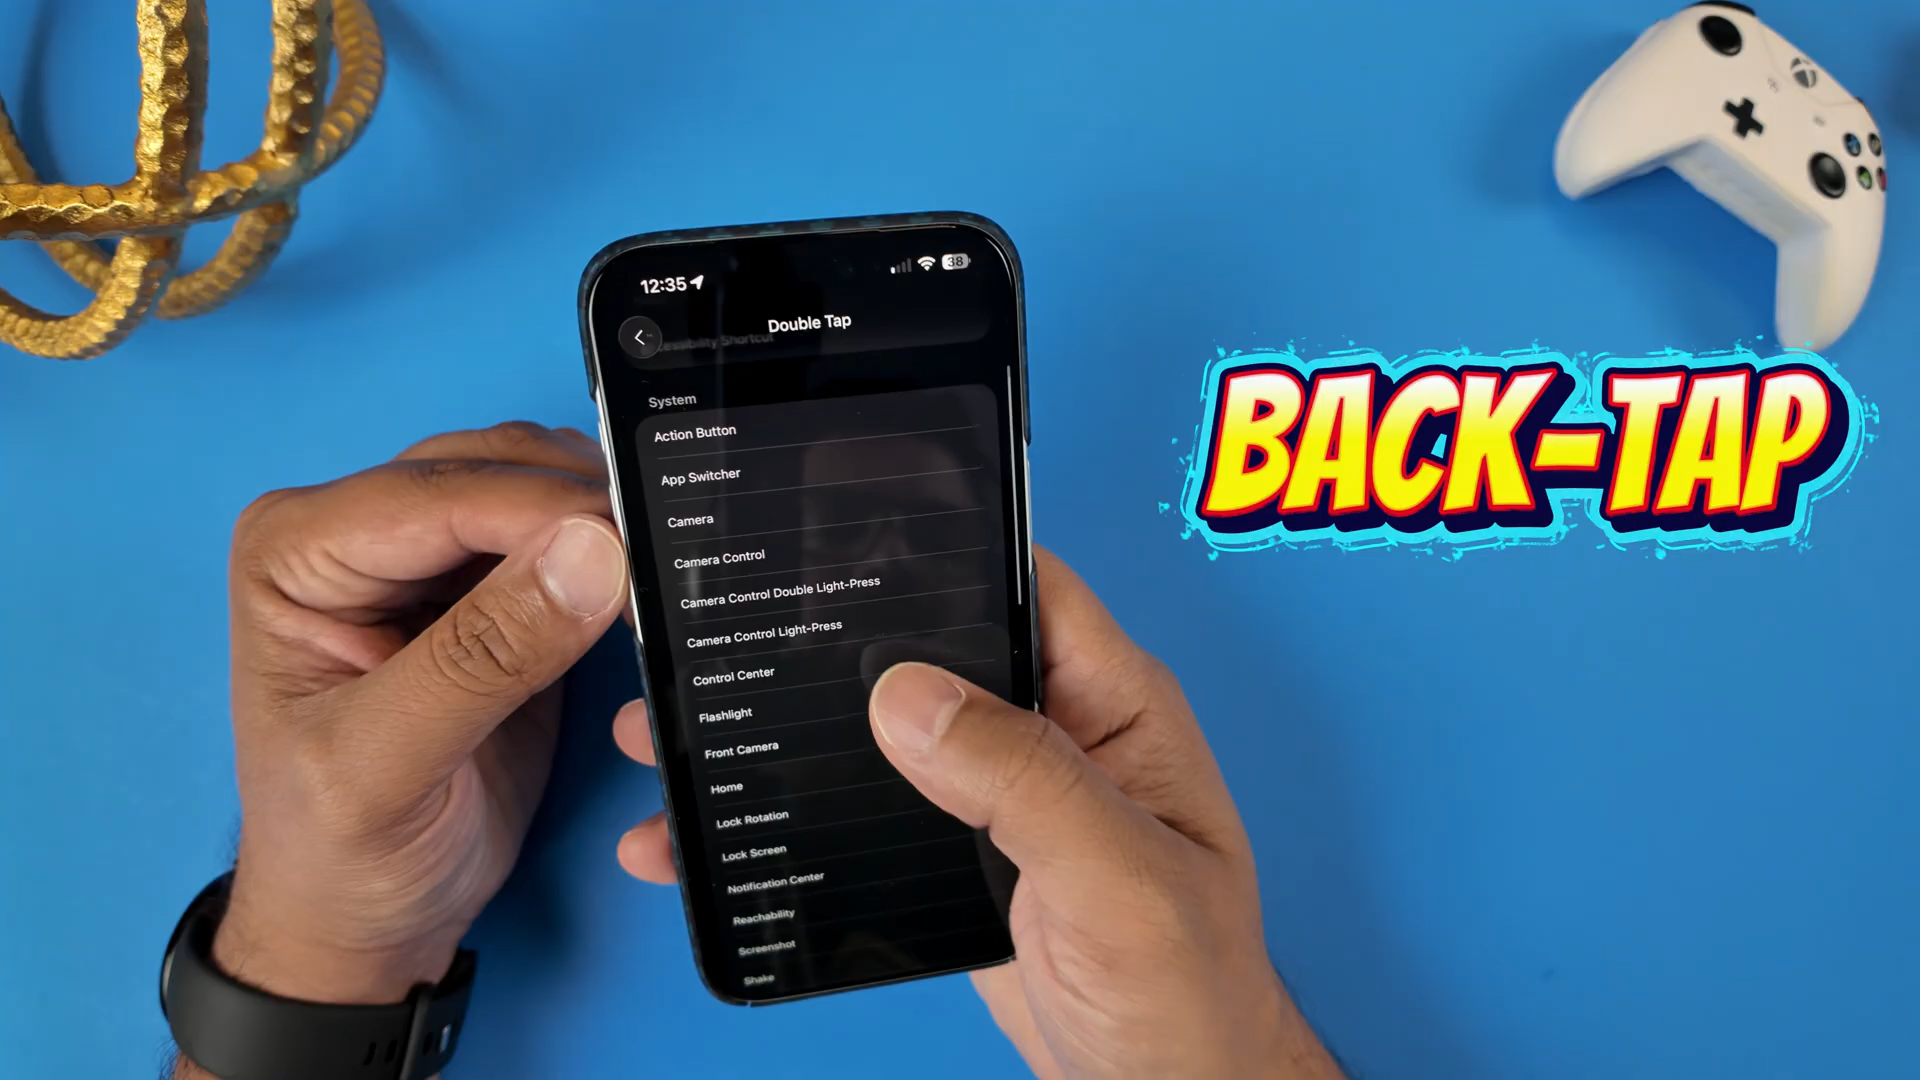 12:35
38
Double Tap
Accessibility Shortcut
System
Action Button
App Switcher
Camera
Camera Control
Camera Control Double Light-Press
Camera Control Light-Press
Control Center
Flashlight
Front Camera
Home
Lock Rotation
Lock Screen
Notification Center
Reachability
Screenshot
Shake
BACK-TAP